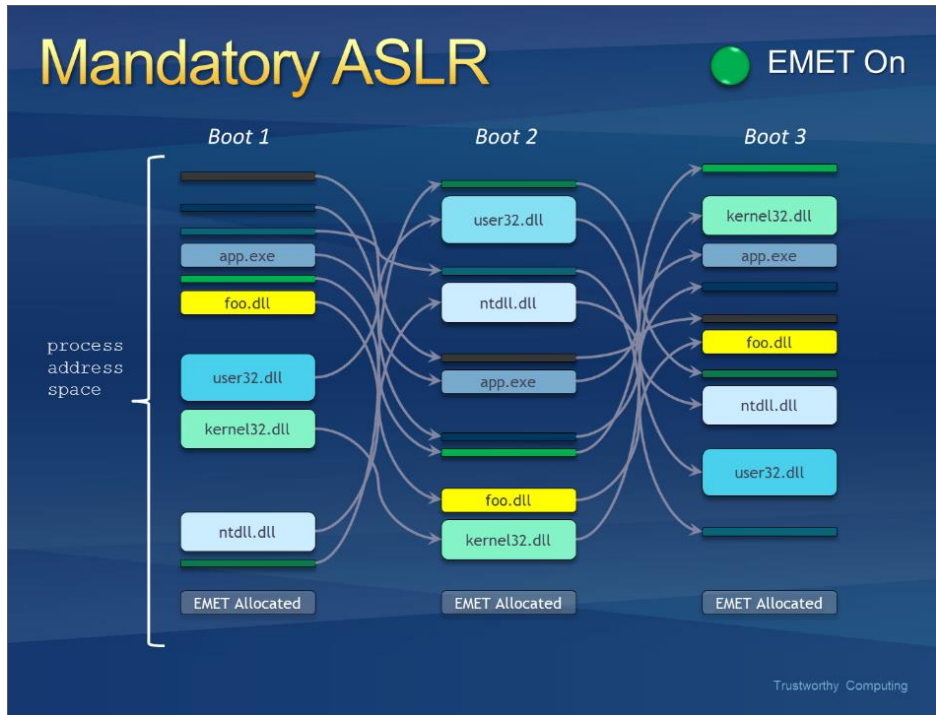 Mandatory ASLR
EMET On
Boot 1
Boot 2
Boot 3
process
address
space
app.exe
foo.dll
user32.dll
kernel32.dll
ntdll.dll
EMET Allocated
user32.dll
ntdll.dll
app.exe
foo.dll
kernel32.dll
EMET Allocated
kernel32.dll
app.exe
foo.dll
ntdll.dll
user32.dll
EMET Allocated
Trustworthy Computing